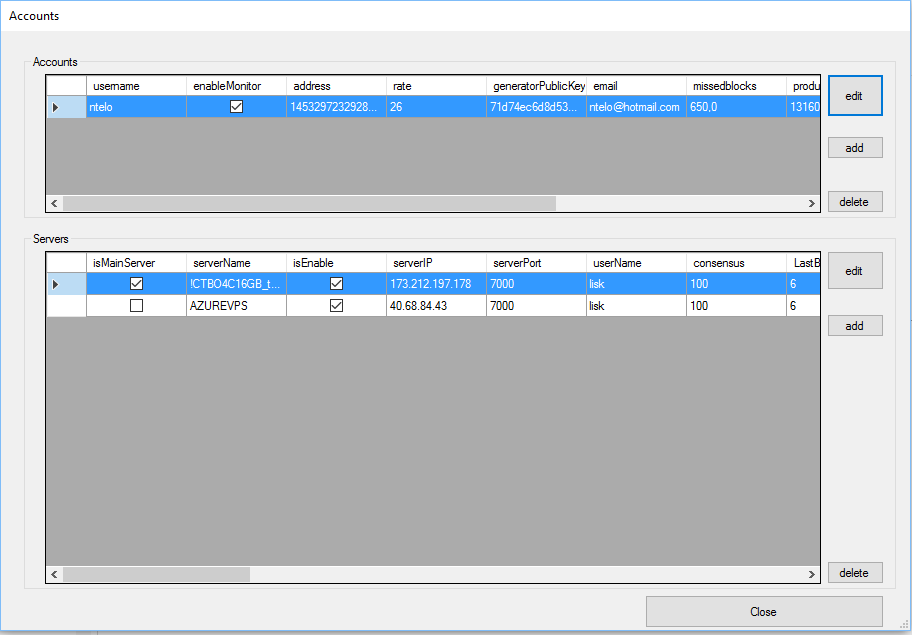 Accounts
Accounts
username enableMonitor address rate generatorPublicKey email missedblocks produ
ntelo 1453297232928... 26 71d74ec6d8d53... ntelo@hotmail.com 650,0 13160
edit
add
delete
Servers
isMainServer serverName isEnable serverIP serverPort userName consensus LastB
!CTBO4C16GB_t... 173.212.197.178 7000 lisk 100 6
AZUREVPS 40.68.84.43 7000 lisk 100 6
edit
add
delete
Close